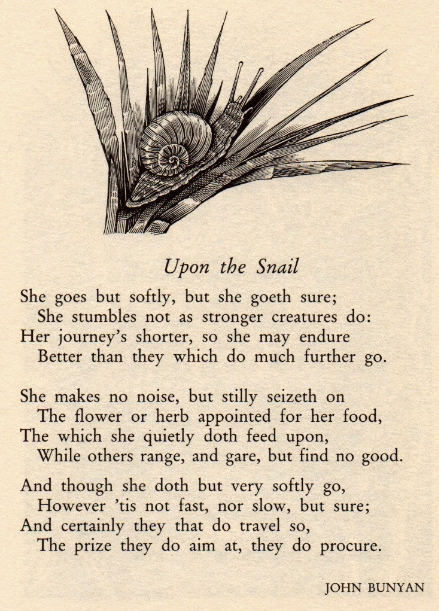 Upon the Snail
She goes but softly, but she goeth sure;
She stumbles not as stronger creatures do:
Her journey's shorter, so she may endure
Better than they which do much further go.
She makes no noise, but stilly seizeth on
The flower or herb appointed for her food,
The which she quietly doth feed upon,
While others range, and gare, but find no good.
And though she doth but very softly go,
However 'tis not fast, nor slow, but sure;
And certainly they that do travel so,
The prize they do aim at, they do procure.
JOHN BUNYAN